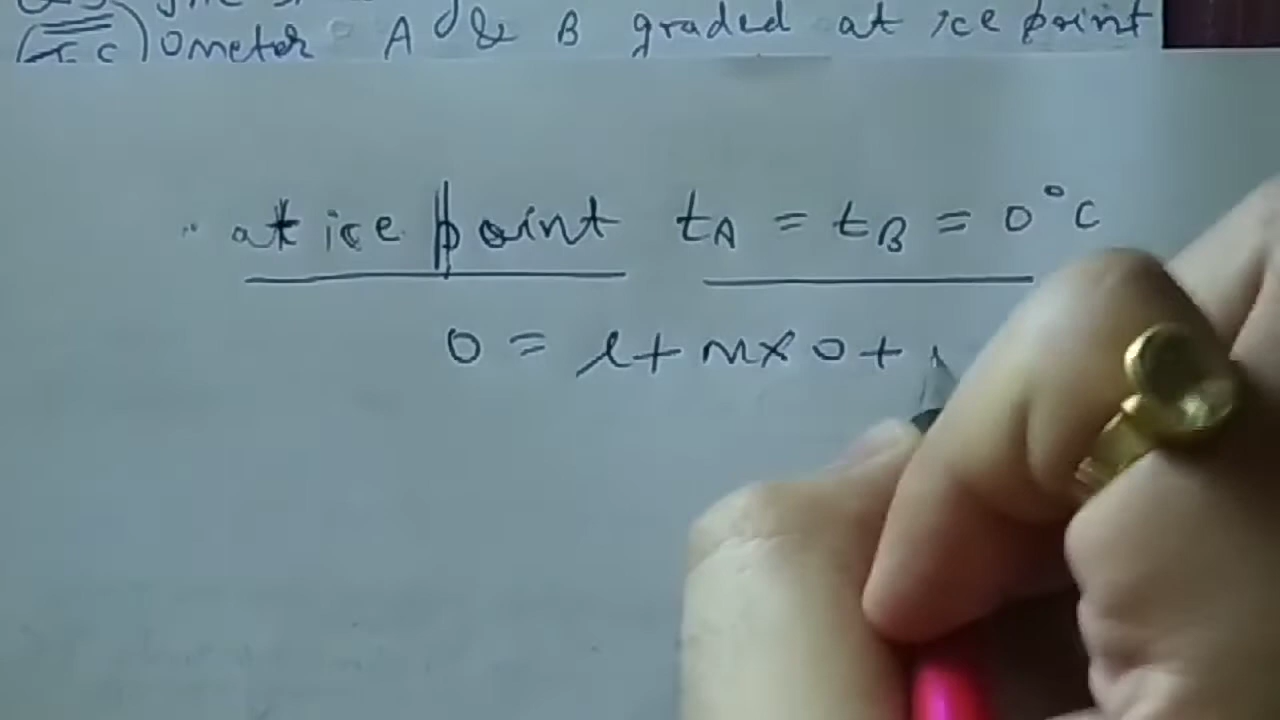 ometer A & B graded at ice point
at ice point tA = tB = 0°C
0 = l + m x 0 +